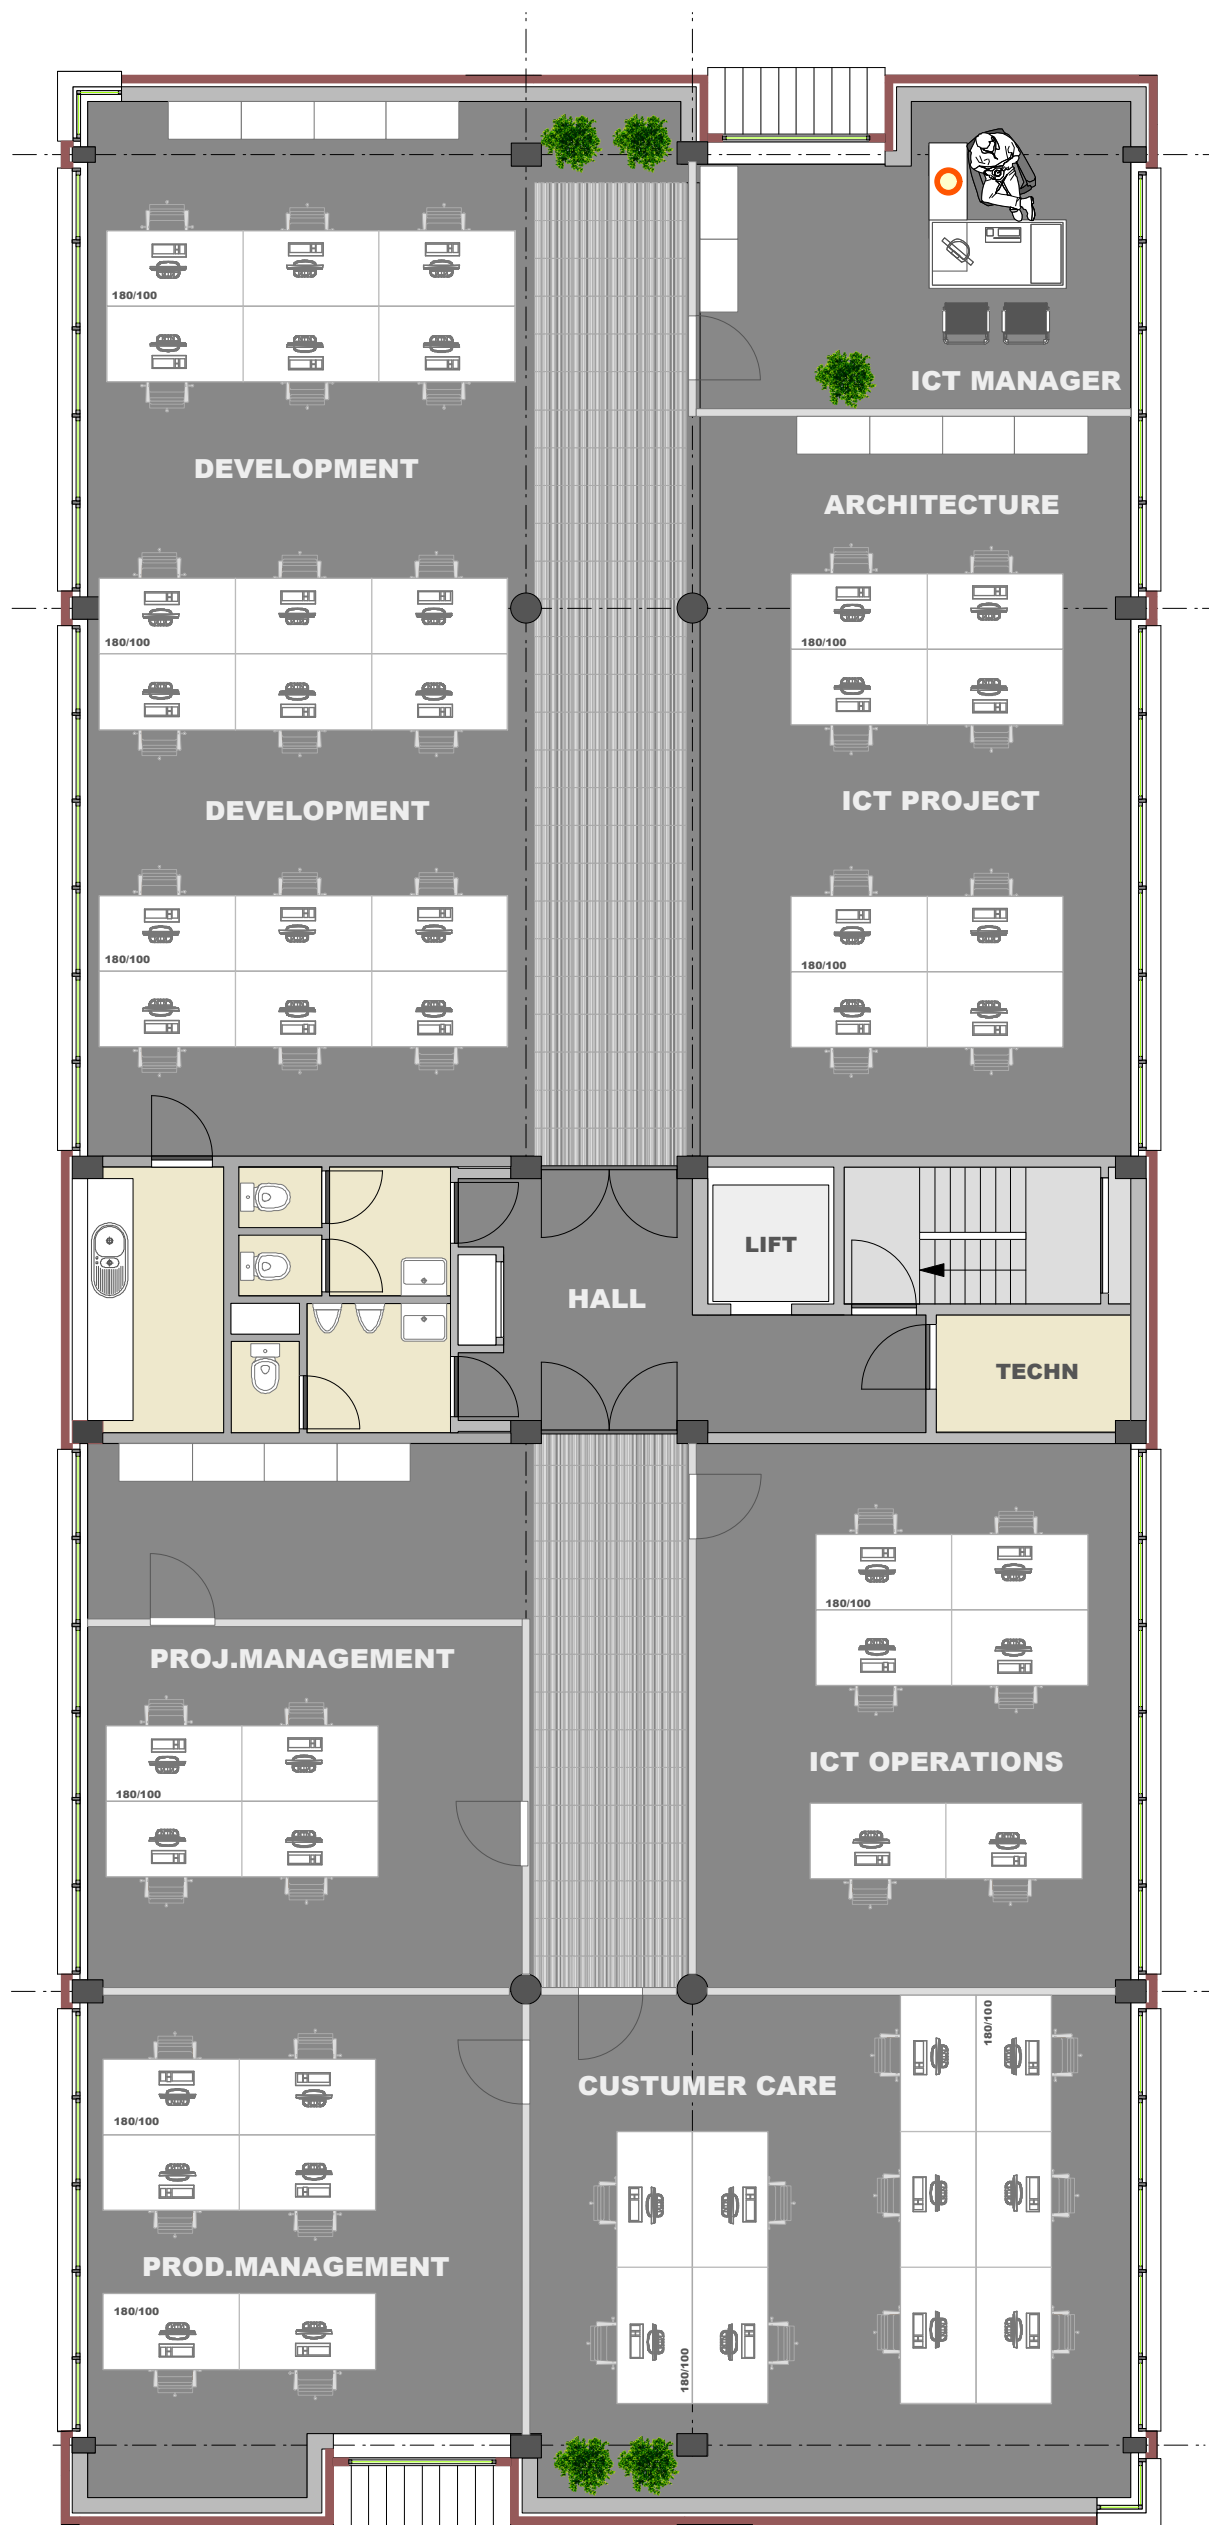 180/100
ICT MANAGER
DEVELOPMENT
ARCHITECTURE
180/100
180/100
DEVELOPMENT
ICT PROJECT
180/100
180/100
LIFT
HALL
TECHN
180/100
PROJ.MANAGEMENT
ICT OPERATIONS
180/100
180/100
CUSTUMER CARE
180/100
PROD.MANAGEMENT
180/100
180/100